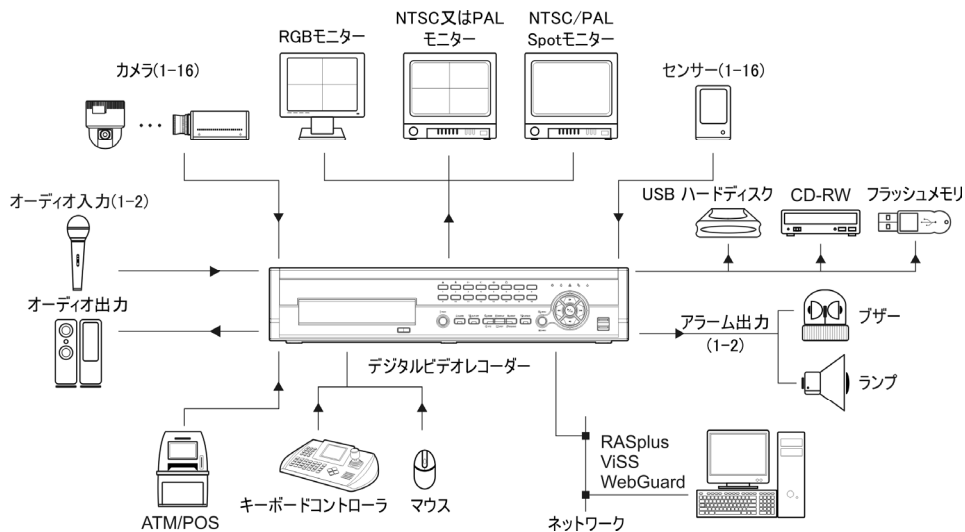 カメラ(1-16)
RGBモニター
NTSC又はPAL
モニター
NTSC/PAL
Spotモニター
センサー(1-16)
オーディオ入力(1-2)
USB ハードディスク
CD-RW
フラッシュメモリ
オーディオ出力
デジタルビデオレコーダー
アラーム出力
(1-2)
ブザー
ランプ
ATM/POS
キーボードコントローラ
マウス
RASplus
ViSS
WebGuard
ネットワーク